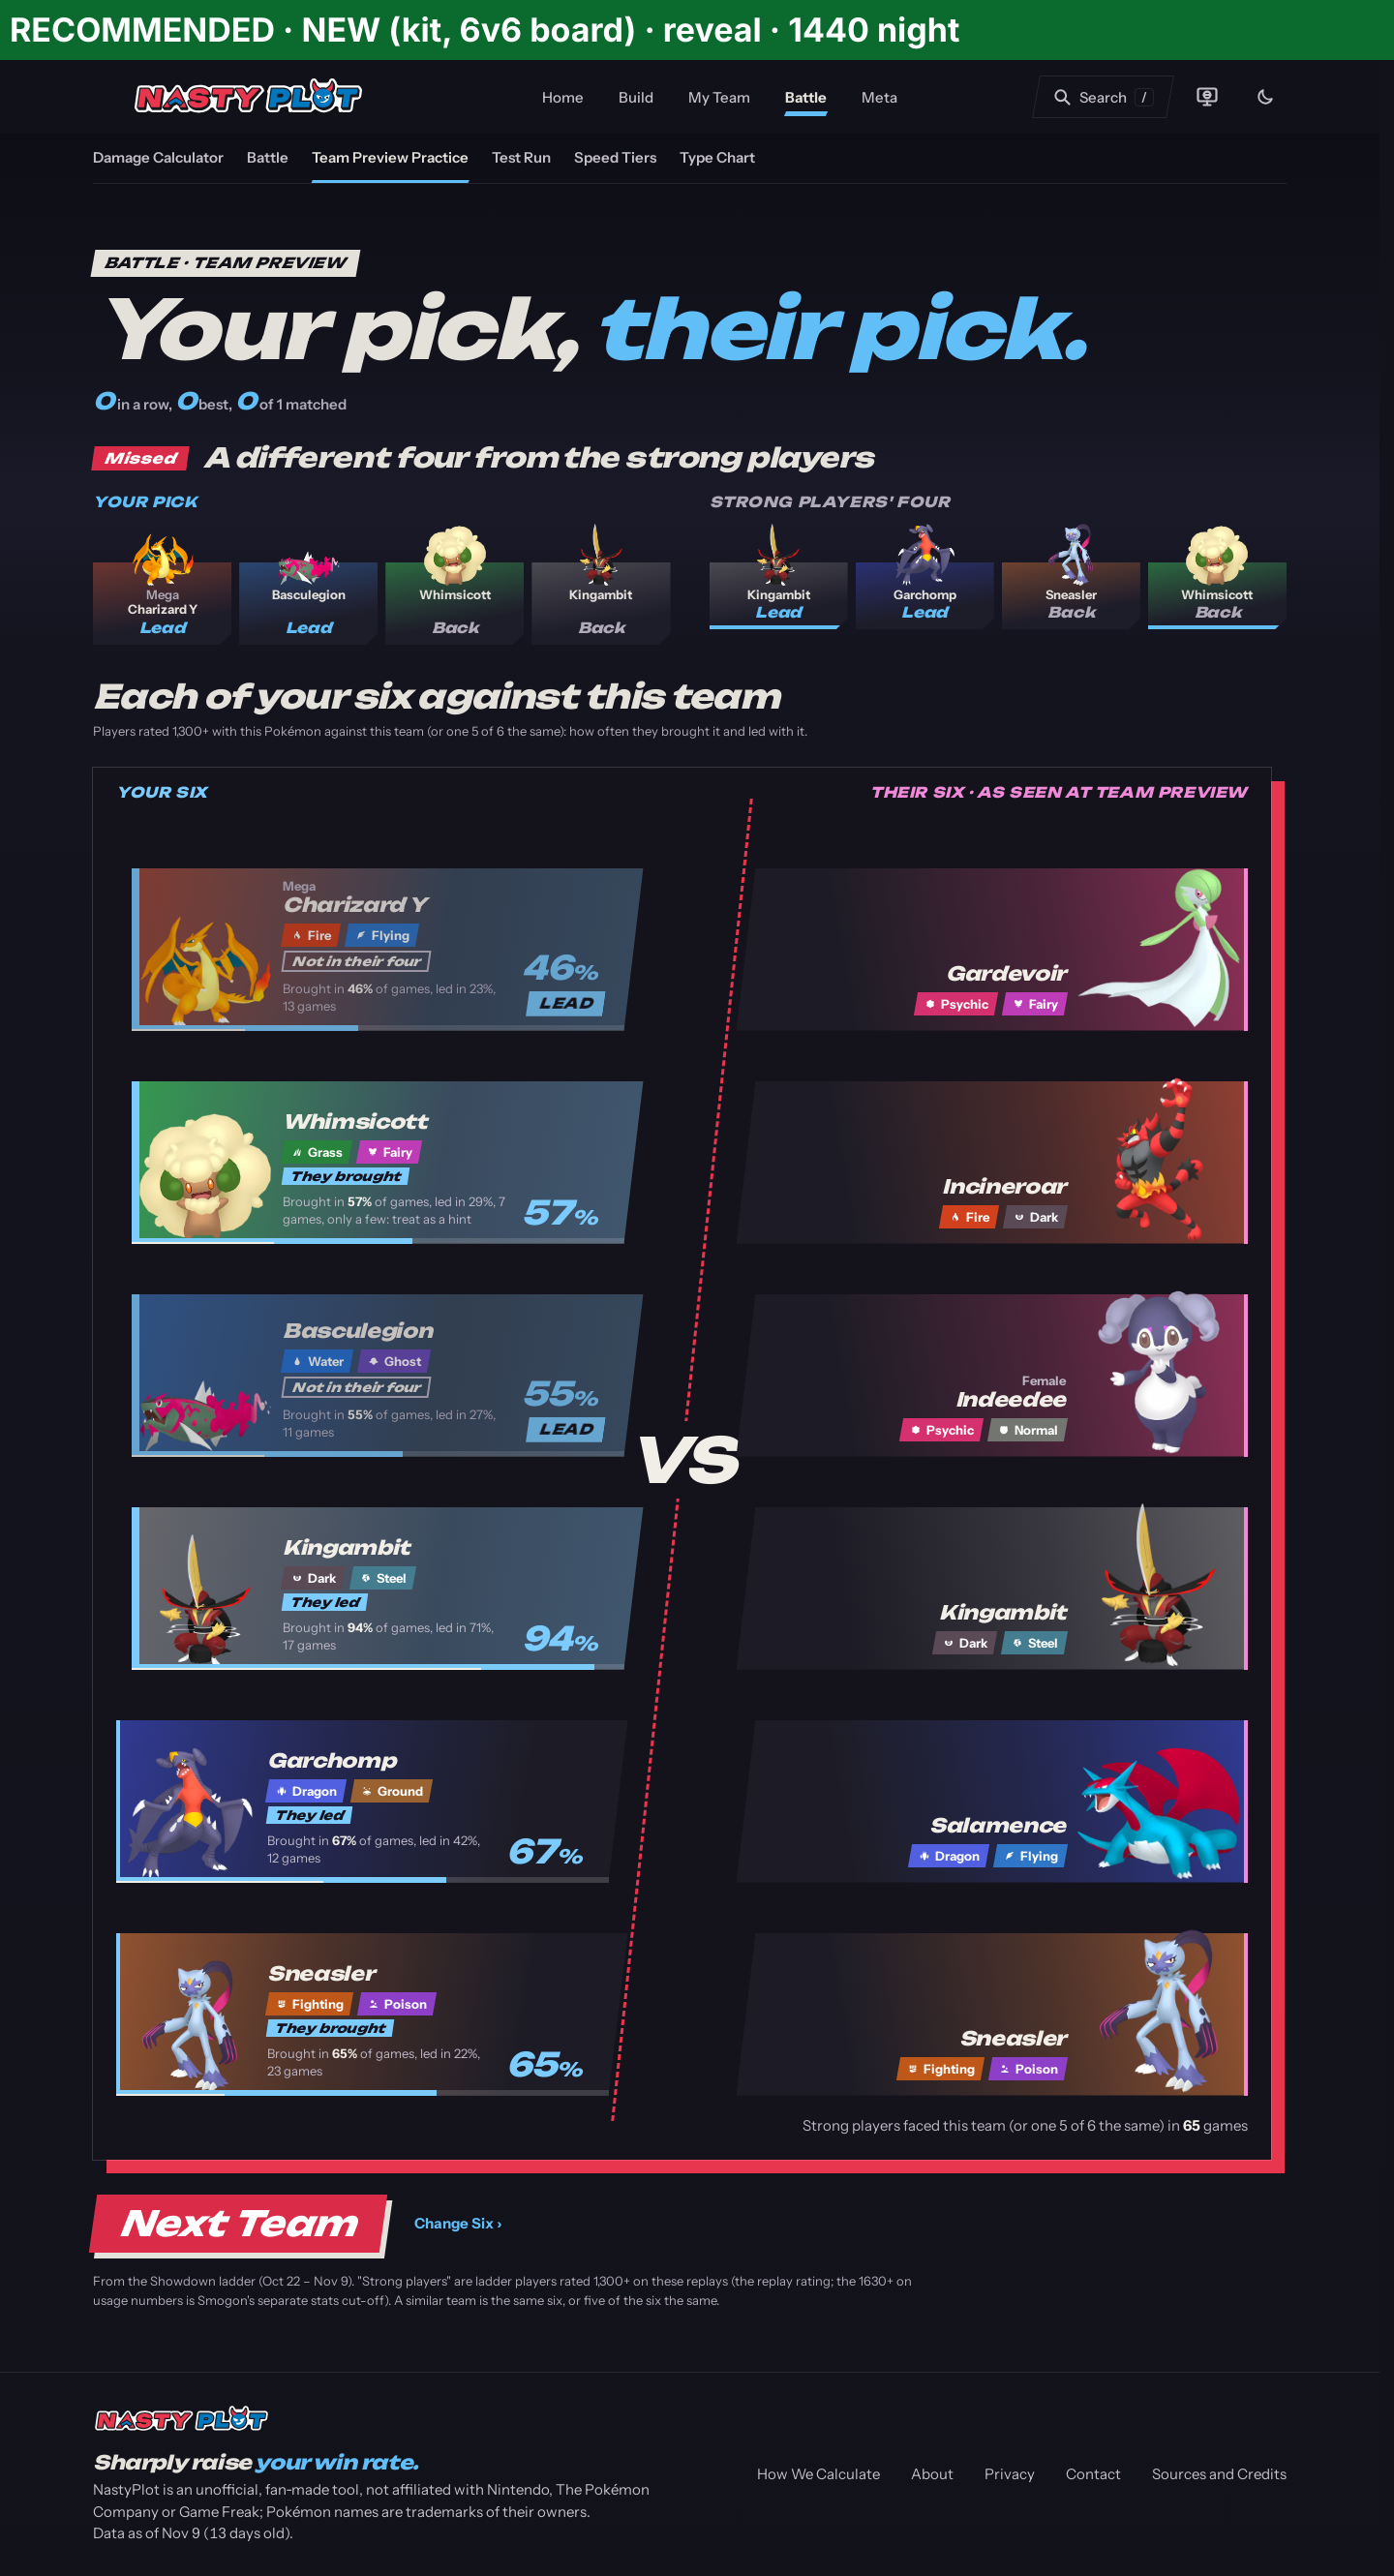 RECOMMENDED · NEW (kit, 6v6 board) · reveal · 1440 night
NASTY PLOT
Home Build My Team Battle Meta
Search /
Damage Calculator Battle Team Preview Practice Test Run Speed Tiers Type Chart
BATTLE · TEAM PREVIEW
Your pick, their pick.
0 in a row, 0 best, 0 of 1 matched
Missed A different four from the strong players
YOUR PICK
Mega
Charizard Y
Lead
Basculegion
Lead
Whimsicott
Back
Kingambit
Back
STRONG PLAYERS' FOUR
Kingambit
Lead
Garchomp
Lead
Sneasler
Back
Whimsicott
Back
Each of your six against this team
Players rated 1,300+ with this Pokémon against this team (or one 5 of 6 the same): how often they brought it and led with it.
YOUR SIX
THEIR SIX · AS SEEN AT TEAM PREVIEW
Mega
Charizard Y
Fire Flying
Not in their four
Brought in 46% of games, led in 23%,
13 games
46%
LEAD
Gardevoir
Psychic Fairy
Whimsicott
Grass Fairy
They brought
Brought in 57% of games, led in 29%, 7
games, only a few: treat as a hint
57%
Incineroar
Fire Dark
Basculegion
Water Ghost
Not in their four
Brought in 55% of games, led in 27%,
11 games
55%
LEAD
Female
Indeedee
Psychic Normal
VS
Kingambit
Dark Steel
They led
Brought in 94% of games, led in 71%,
17 games
94%
Kingambit
Dark Steel
Garchomp
Dragon Ground
They led
Brought in 67% of games, led in 42%,
12 games
67%
Salamence
Dragon Flying
Sneasler
Fighting Poison
They brought
Brought in 65% of games, led in 22%,
23 games
65%
Sneasler
Fighting Poison
Strong players faced this team (or one 5 of 6 the same) in 65 games
Next Team
Change Six ›
From the Showdown ladder (Oct 22 – Nov 9). "Strong players" are ladder players rated 1,300+ on these replays (the replay rating; the 1630+ on
usage numbers is Smogon's separate stats cut-off). A similar team is the same six, or five of the six the same.
NASTY PLOT
Sharply raise your win rate.
NastyPlot is an unofficial, fan-made tool, not affiliated with Nintendo, The Pokémon
Company or Game Freak; Pokémon names are trademarks of their owners.
Data as of Nov 9 (13 days old).
How We Calculate About Privacy Contact Sources and Credits